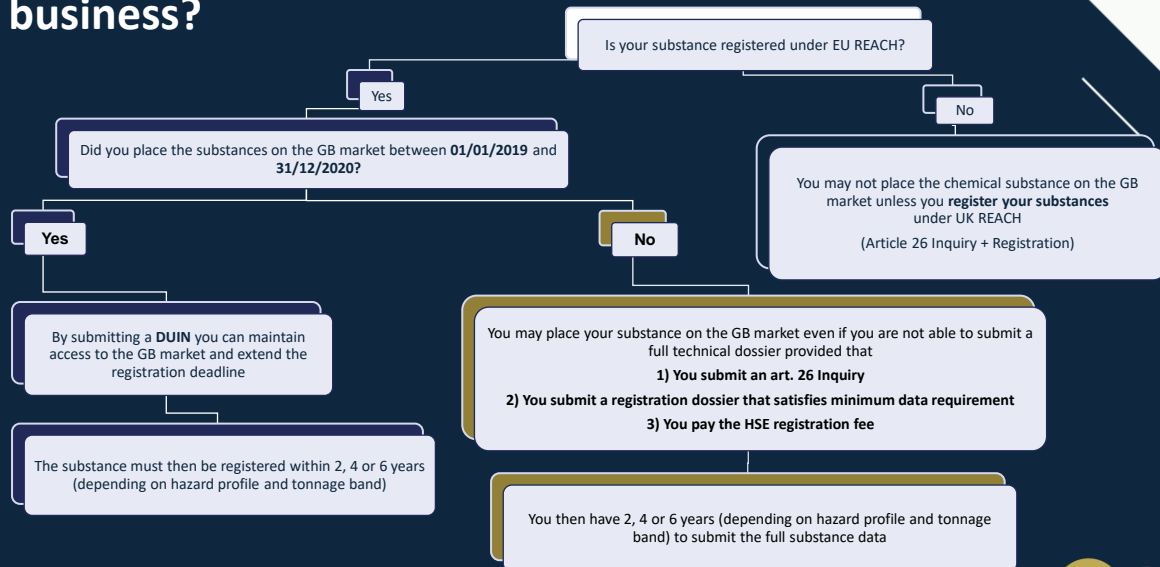 business?
Is your substance registered under EU REACH?
Yes
No
Did you place the substances on the GB market between 01/01/2019 and
31/12/2020?
You may not place the chemical substance on the GB
market unless you register your substances
under UK REACH
(Article 26 Inquiry + Registration)
Yes
No
By submitting a DUIN you can maintain
access to the GB market and extend the
registration deadline
You may place your substance on the GB market even if you are not able to submit a
full technical dossier provided that
1) You submit an art. 26 Inquiry
2) You submit a registration dossier that satisfies minimum data requirement
3) You pay the HSE registration fee
The substance must then be registered within 2, 4 or 6 years
(depending on hazard profile and tonnage band)
You then have 2, 4 or 6 years (depending on hazard profile and tonnage
band) to submit the full substance data